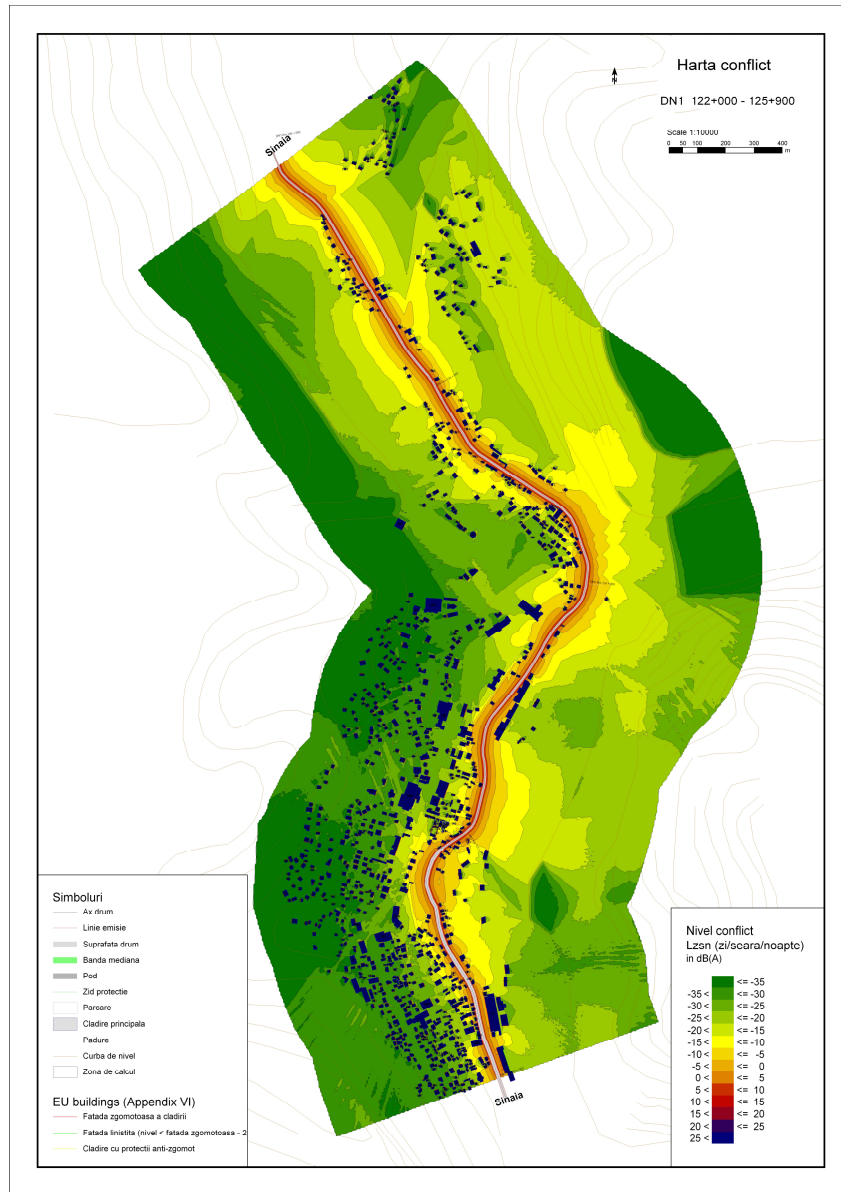 Harta conflict
DN1 122+000 - 125+900
Scale 1:10000
0 50 100 200 300 400
m
N
Sinaia
Sinaia
Simboluri
Ax drum
Linie emisie
Suprafata drum
Banda mediana
Pod
Zid protectie
Parcare
Cladire principala
Padure
Curba de nivel
Zona de calcul
EU buildings (Appendix VI)
Fatada zgomotoasa a cladirii
Fatada linistita (nivel < fatada zgomotoasa - 2
Cladire cu protectii anti-zgomot
Nivel conflict
Lzsn (zi/seara/noapte)
in dB(A)
<= -35
-35 < <= -30
-30 < <= -25
-25 < <= -20
-20 < <= -15
-15 < <= -10
-10 < <= -5
-5 < <= 0
0 < <= 5
5 < <= 10
10 < <= 15
15 < <= 20
20 < <= 25
25 <